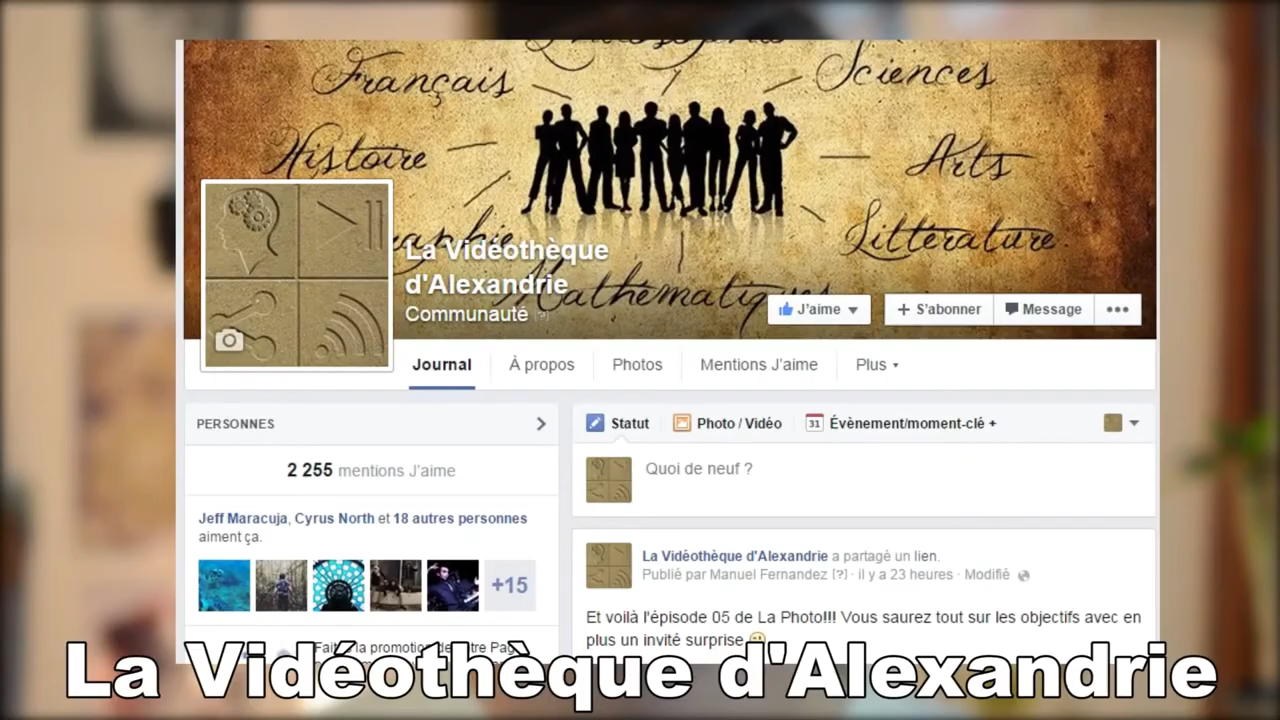 Français
Sciences
Histoire
Arts
Littérature
Mathématiques
La Vidéothèque
d'Alexandrie
Communauté [?]
J'aime
S'abonner
Message
Journal
À propos
Photos
Mentions J'aime
Plus
PERSONNES
Statut
Photo / Vidéo
31
Évènement/moment-clé +
2 255 mentions J'aime
Quoi de neuf ?
Jeff Maracuja, Cyrus North et 18 autres personnes
aiment ça.
+15
La Vidéothèque d'Alexandrie a partagé un lien.
Publié par Manuel Fernandez [?] · il y a 23 heures · Modifié
Et voilà l'épisode 05 de La Photo!!! Vous saurez tout sur les objectifs avec en
plus un invité surprise
la promotion
La Vidéothèque d'Alexandrie